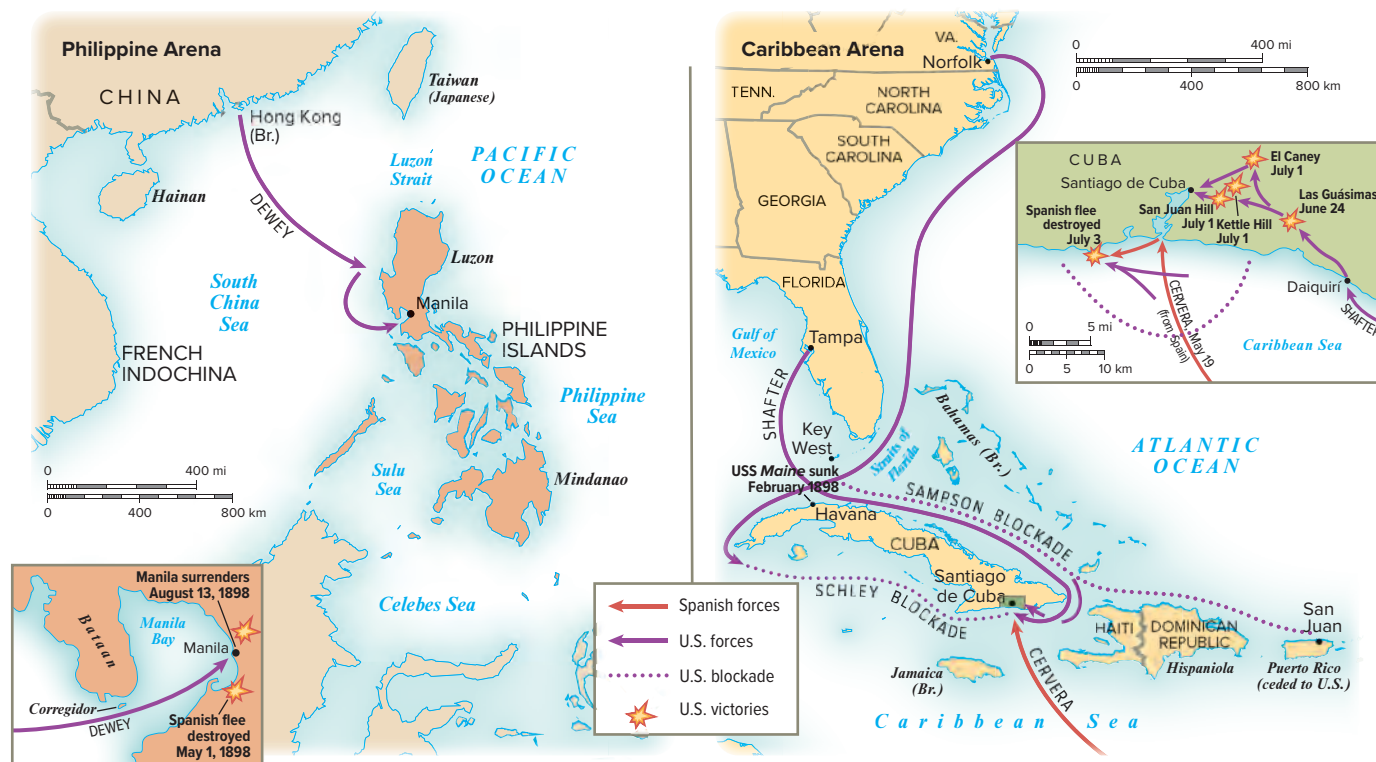 Philippine Arena
CHINA
Taiwan
(Japanese)
Hong Kong
(Br.)
Luzon
Strait
PACIFIC
OCEAN
Hainan
DEWEY
Luzon
South
China
Sea
Manila
PHILIPPINE
ISLANDS
FRENCH
INDOCHINA
Philippine
Sea
Sulu
Sea
Mindanao
0
400 mi
0
400
800 km
Celebes Sea
Manila surrenders
August 13, 1898
Manila
Bay
Bataan
Manila
Corregidor
DEWEY
Spanish flee
destroyed
May 1, 1898
Caribbean Arena
VA.
Norfolk
TENN.
NORTH
CAROLINA
SOUTH
CAROLINA
GEORGIA
FLORIDA
Gulf of
Mexico
Tampa
SHAFTER
Key
West
Straits of
Florida
Bahamas (Br.)
ATLANTIC
OCEAN
USS Maine sunk
February 1898
Havana
SAMPSON BLOCKADE
CUBA
Santiago
de Cuba
SCHLEY BLOCKADE
HAITI
DOMINICAN
REPUBLIC
Hispaniola
San
Juan
Puerto Rico
(ceded to U.S.)
Jamaica
(Br.)
CERVERA
Caribbean Sea
0
400 mi
0
400
800 km
CUBA
Santiago de Cuba
El Caney
July 1
Las Guásimas
June 24
San Juan Hill
July 1
Kettle Hill
July 1
Spanish flee
destroyed
July 3
Daiquirí
SHAFTER
CERVERA, May 19
(from Spain)
Caribbean Sea
0
5 mi
0
5
10 km
Spanish forces
U.S. forces
U.S. blockade
U.S. victories